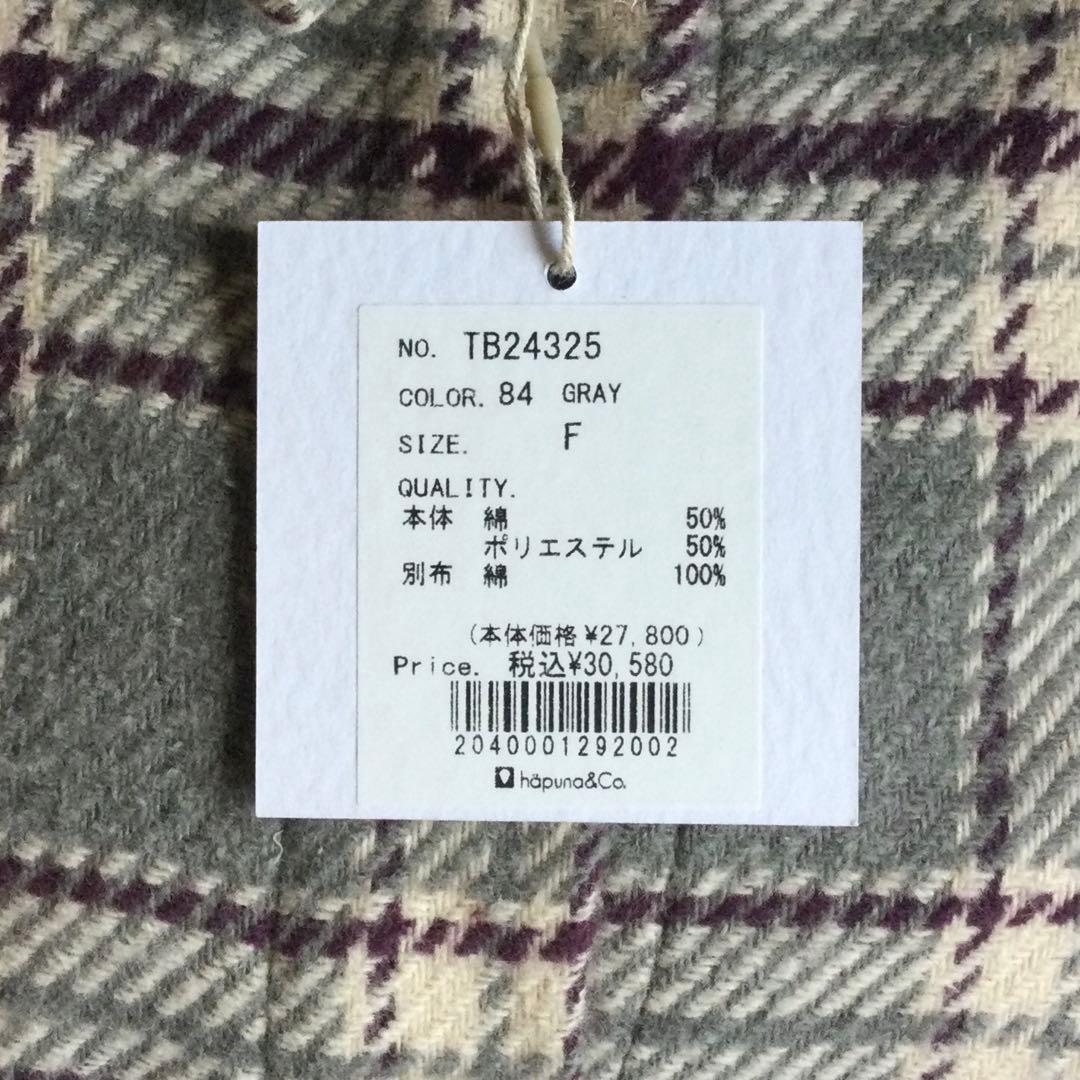 NO. TB24325
COLOR. 84 GRAY
SIZE. F
QUALITY.
本体 綿 50%
ポリエステル 50%
別布 綿 100%
(本体価格 ¥27,800)
Price. 税込¥30,580
2040001292002
häpuna&Co.